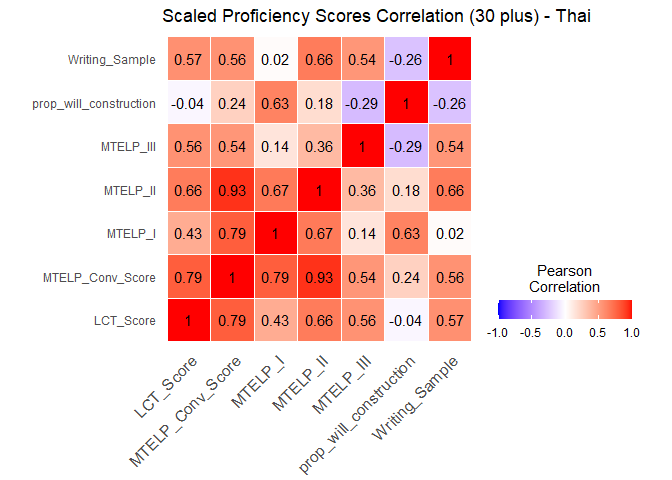 Scaled Proficiency Scores Correlation (30 plus) - Thai
Writing_Sample 0.57 0.56 0.02 0.66 0.54 -0.26 1
prop_will_construction -0.04 0.24 0.63 0.18 -0.29 1 -0.26
MTELP_III 0.56 0.54 0.14 0.36 1 -0.29 0.54
MTELP_II 0.66 0.93 0.67 1 0.36 0.18 0.66
MTELP_I 0.43 0.79 1 0.67 0.14 0.63 0.02
MTELP_Conv_Score 0.79 1 0.79 0.93 0.54 0.24 0.56
LCT_Score 1 0.79 0.43 0.66 0.56 -0.04 0.57
LCT_Score
MTELP_Conv_Score
MTELP_I
MTELP_II
MTELP_III
prop_will_construction
Writing_Sample
Pearson
Correlation
-1.0 -0.5 0.0 0.5 1.0